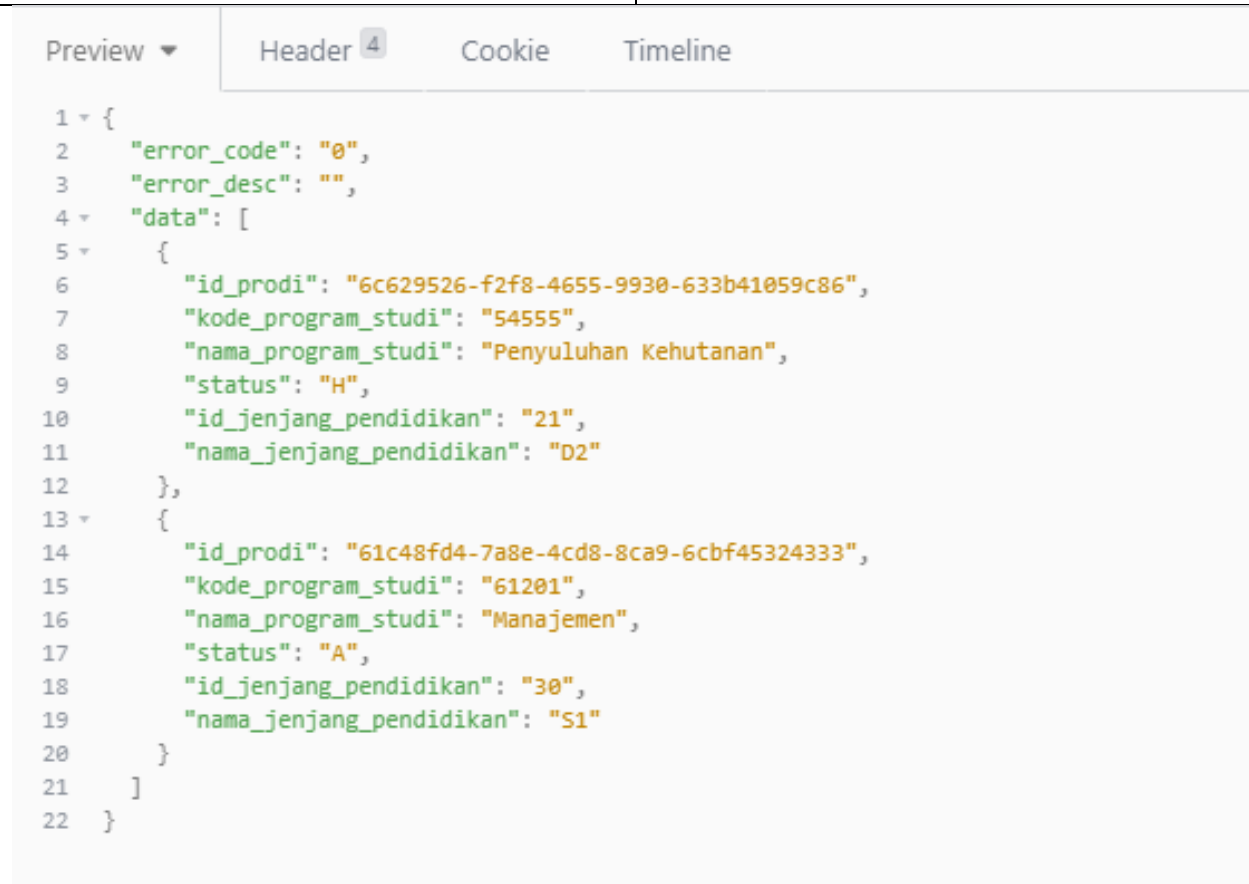 Preview Header 4 Cookie Timeline
1 {
2 "error_code": "0",
3 "error_desc": "",
4 "data": [
5 {
6 "id_prodi": "6c629526-f2f8-4655-9930-633b41059c86",
7 "kode_program_studi": "54555",
8 "nama_program_studi": "Penyuluhan Kehutanan",
9 "status": "H",
10 "id_jenjang_pendidikan": "21",
11 "nama_jenjang_pendidikan": "D2"
12 },
13 {
14 "id_prodi": "61c48fd4-7a8e-4cd8-8ca9-6cbf45324333",
15 "kode_program_studi": "61201",
16 "nama_program_studi": "Manajemen",
17 "status": "A",
18 "id_jenjang_pendidikan": "30",
19 "nama_jenjang_pendidikan": "S1"
20 }
21 ]
22 }